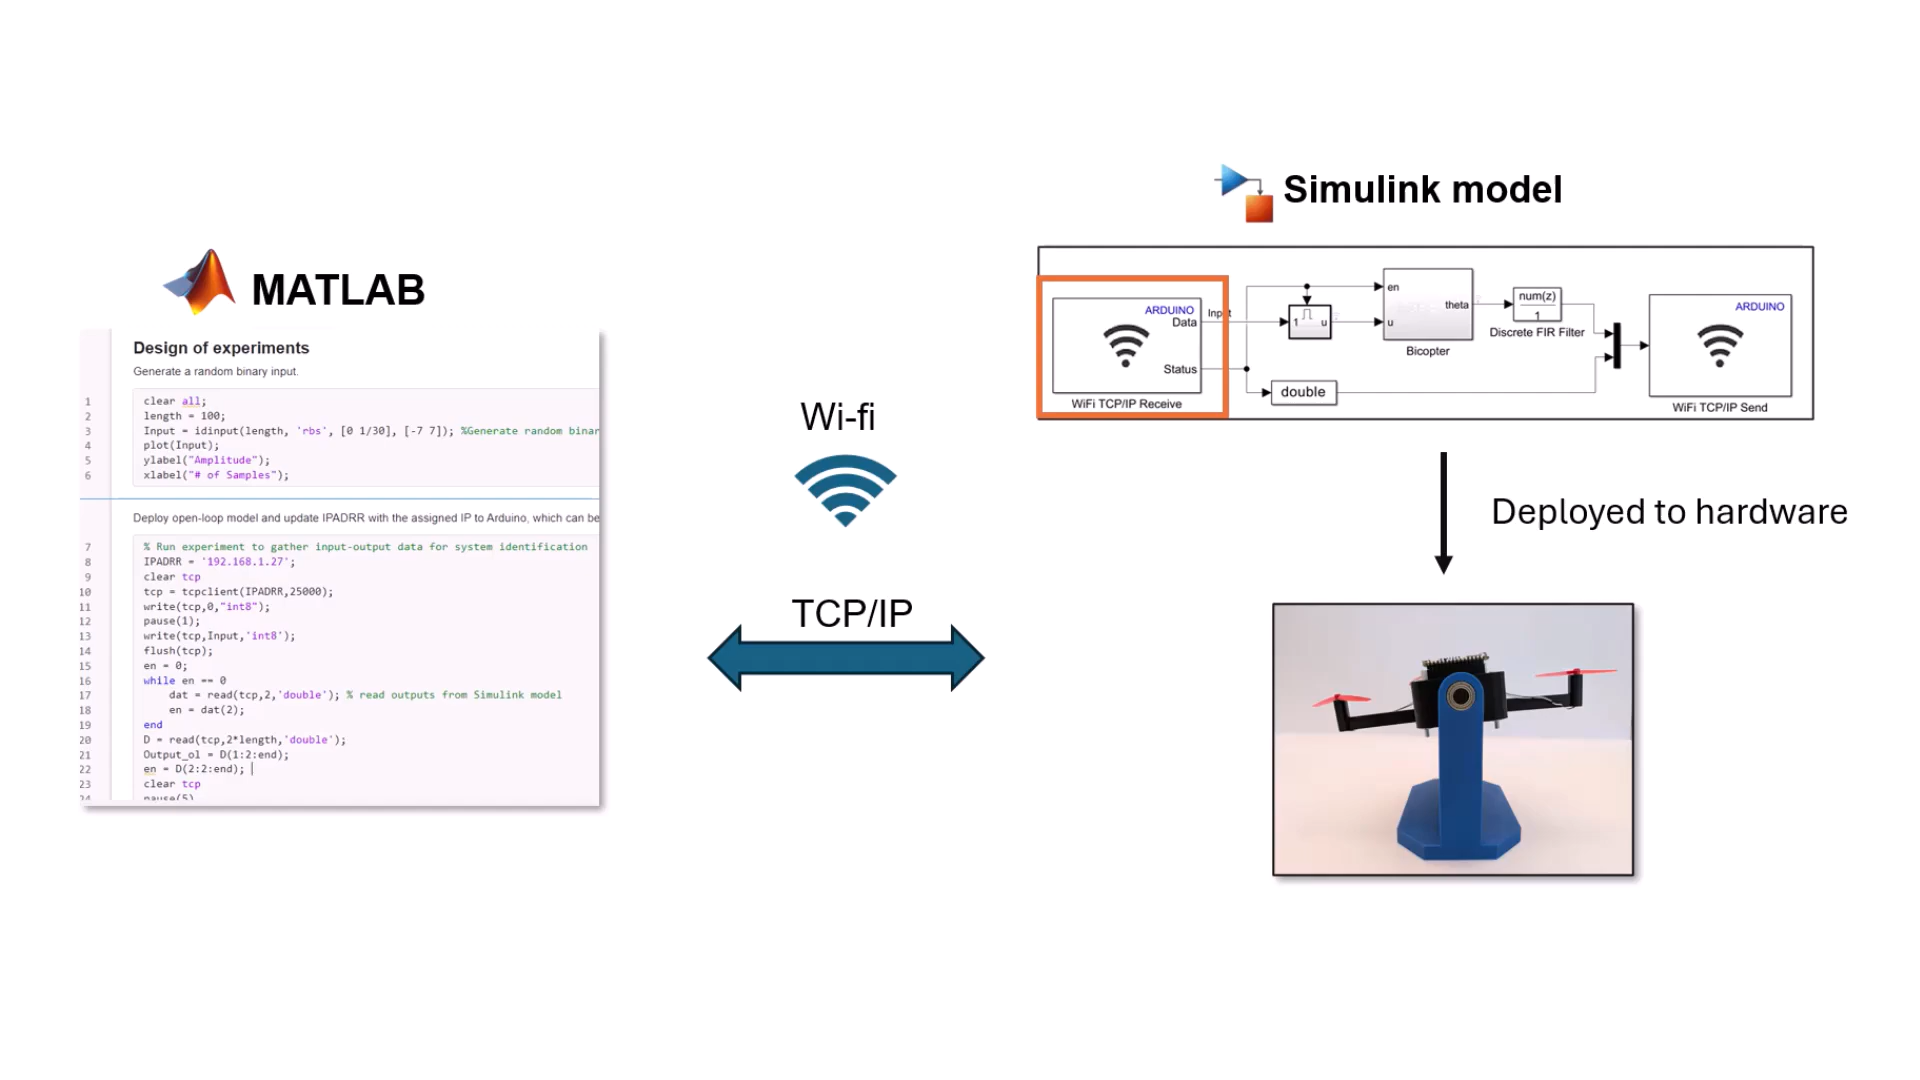 MATLAB
Design of experiments
Generate a random binary input.
1 clear all;
2 length = 100;
3 Input = idinput(length, 'rbs', [0 1/30], [-7 7]); %Generate random binar
4 plot(Input);
5 ylabel("Amplitude");
6 xlabel("# of Samples");
Deploy open-loop model and update IPADRR with the assigned IP to Arduino, which can be
7 % Run experiment to gather input-output data for system identification
8 IPADRR = '192.168.1.27';
9 clear tcp
10 tcp = tcpclient(IPADRR,25000);
11 write(tcp,0,"int8");
12 pause(1);
13 write(tcp,Input,'int8');
14 flush(tcp);
15 en = 0;
16 while en == 0
17 dat = read(tcp,2,'double'); % read outputs from Simulink model
18 en = dat(2);
19 end
20 D = read(tcp,2*length,'double');
21 Output_ol = D(1:2:end);
22 en = D(2:2:end);
23 clear tcp
24 pause(5)
Wi-fi
TCP/IP
Simulink model
ARDUINO
Data
Status
WiFi TCP/IP Receive
Input
1 u
double
en
u
theta
Bicopter
num(z)
1
Discrete FIR Filter
ARDUINO
WiFi TCP/IP Send
Deployed to hardware